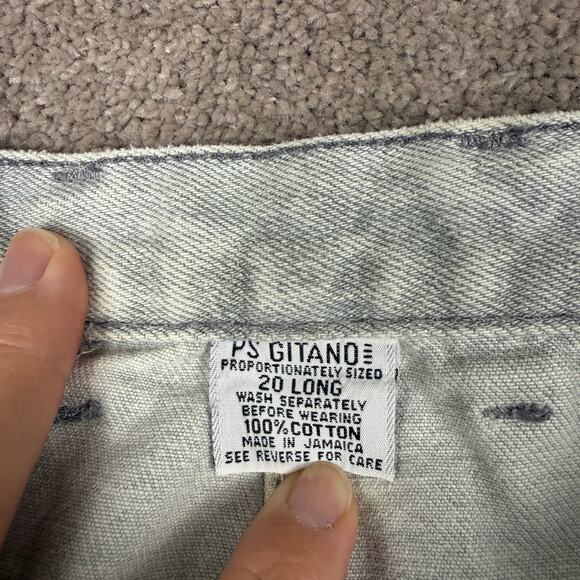 PS GITANO
PROPORTIONATELY SIZED
20 LONG
WASH SEPARATELY
BEFORE WEARING
100% COTTON
MADE IN JAMAICA
SEE REVERSE FOR CARE